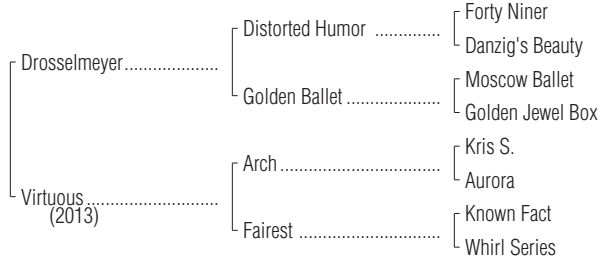 Forty Niner
Distorted Humor ..............
Danzig's Beauty
Drosselmeyer....................
Moscow Ballet
Golden Ballet ....................
Golden Jewel Box
Kris S.
Arch..................................
Aurora
Virtuous ............................
(2013)
Known Fact
Fairest ..............................
Whirl Series